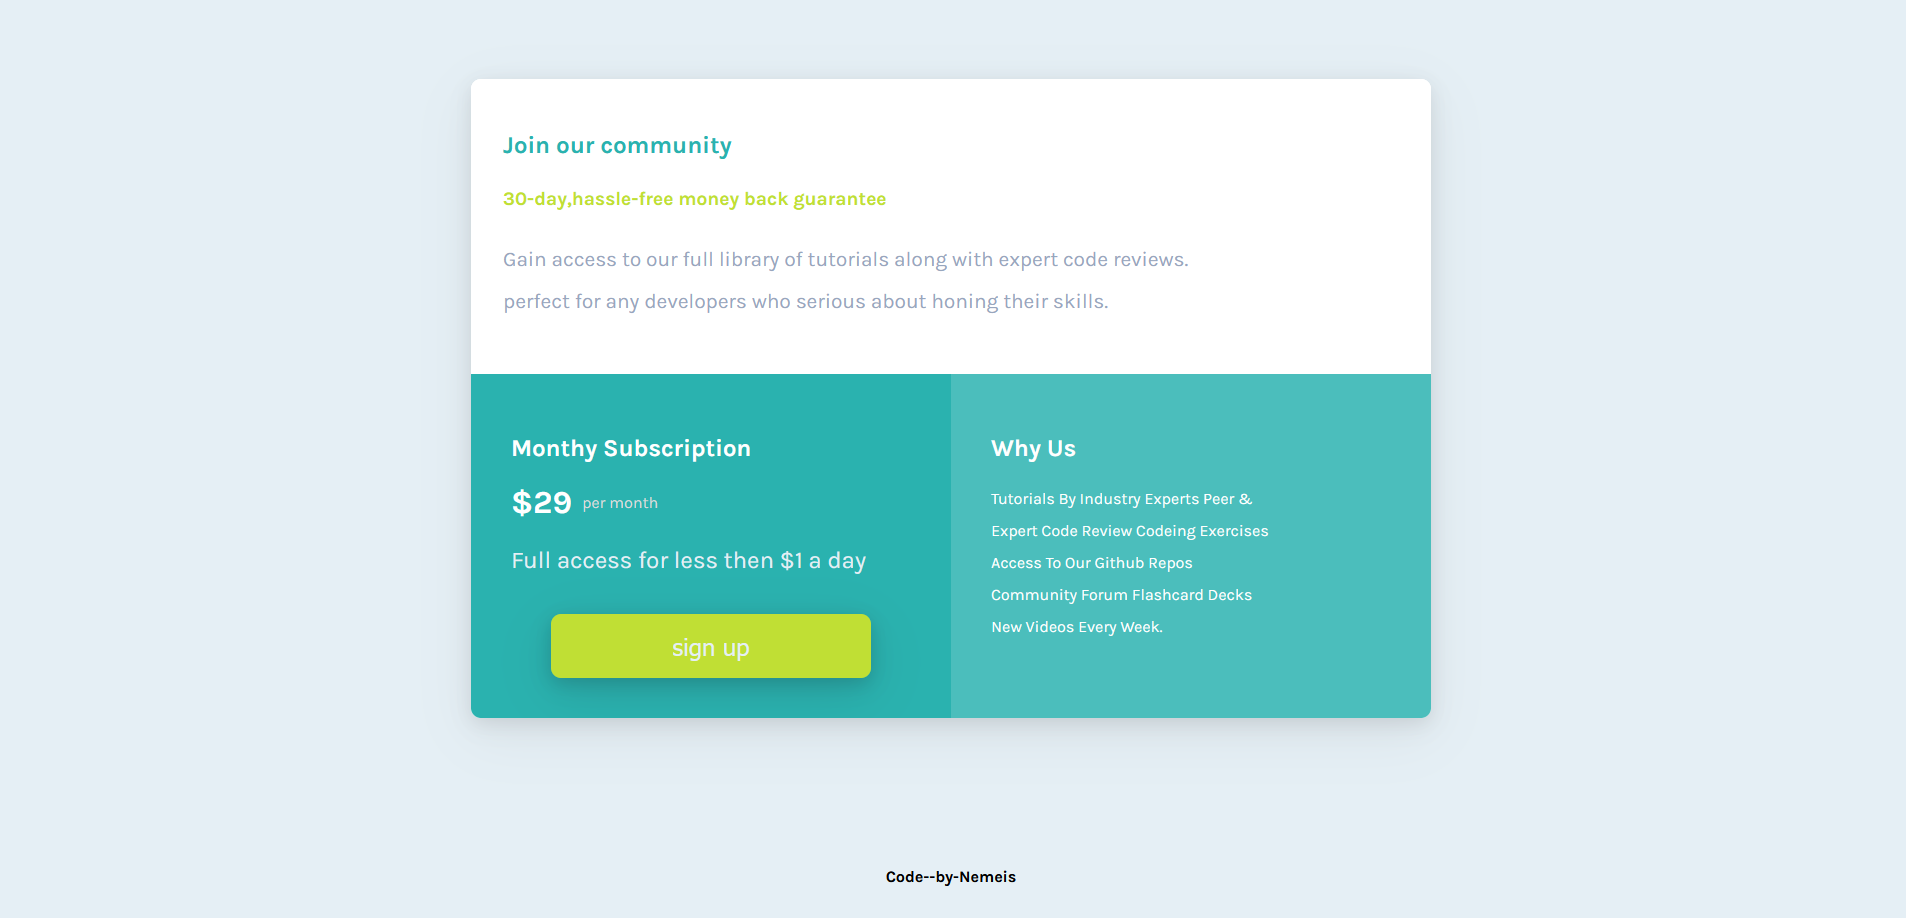 Join our community
30-day,hassle-free money back guarantee
Gain access to our full library of tutorials along with expert code reviews.
perfect for any developers who serious about honing their skills.
Monthy Subscription
$29 per month
Full access for less then $1 a day
sign up
Why Us
Tutorials By Industry Experts Peer &
Expert Code Review Codeing Exercises
Access To Our Github Repos
Community Forum Flashcard Decks
New Videos Every Week.
Code--by-Nemeis